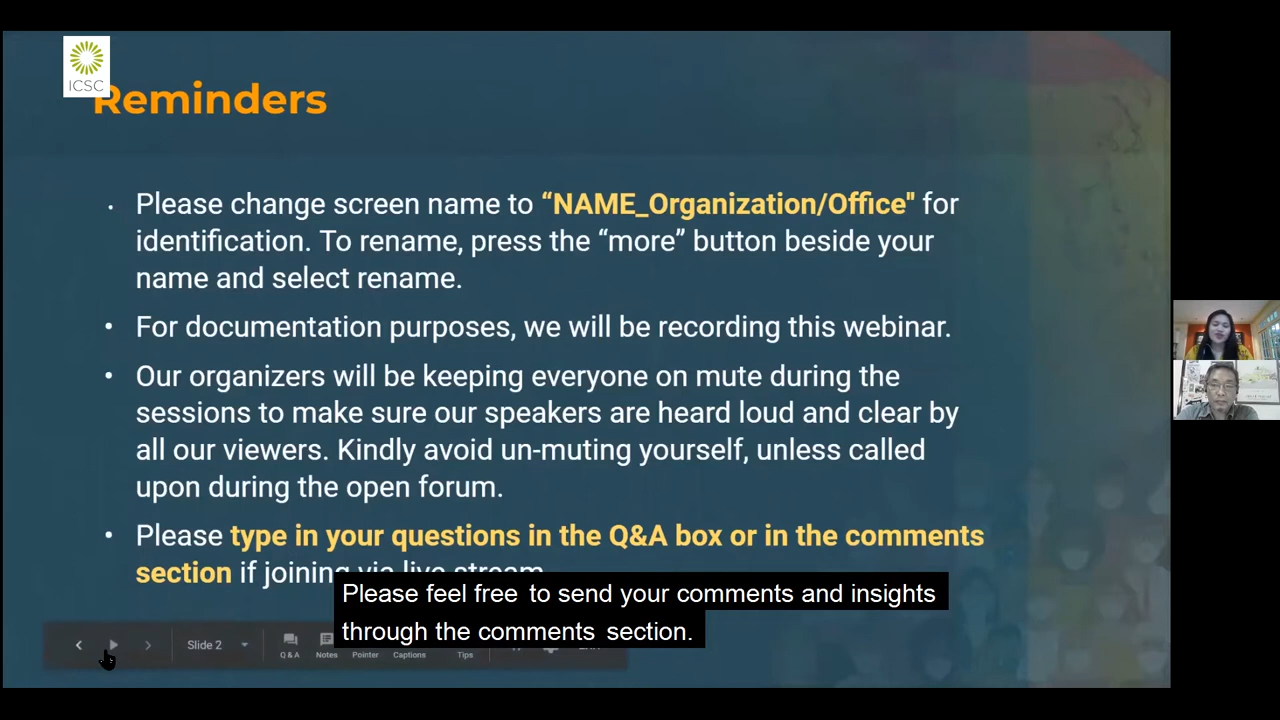 ICSC
Reminders
Please change screen name to “NAME_Organization/Office" for
identification. To rename, press the “more” button beside your
name and select rename.
For documentation purposes, we will be recording this webinar.
Our organizers will be keeping everyone on mute during the
sessions to make sure our speakers are heard loud and clear by
all our viewers. Kindly avoid un-muting yourself, unless called
upon during the open forum.
Please type in your questions in the Q&A box or in the comments
section if joining via live stream
Please feel free to send your comments and insights
through the comments section.
Slide 2
Q & A Notes Pointer Captions Tips